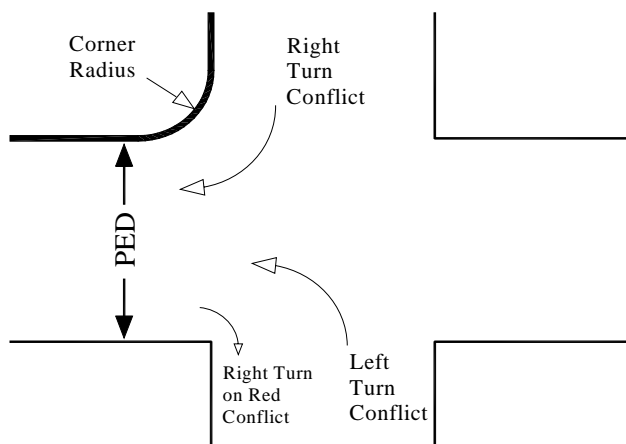 Corner
Radius
Right
Turn
Conflict
PED
Right Turn
on Red
Conflict
Left
Turn
Conflict